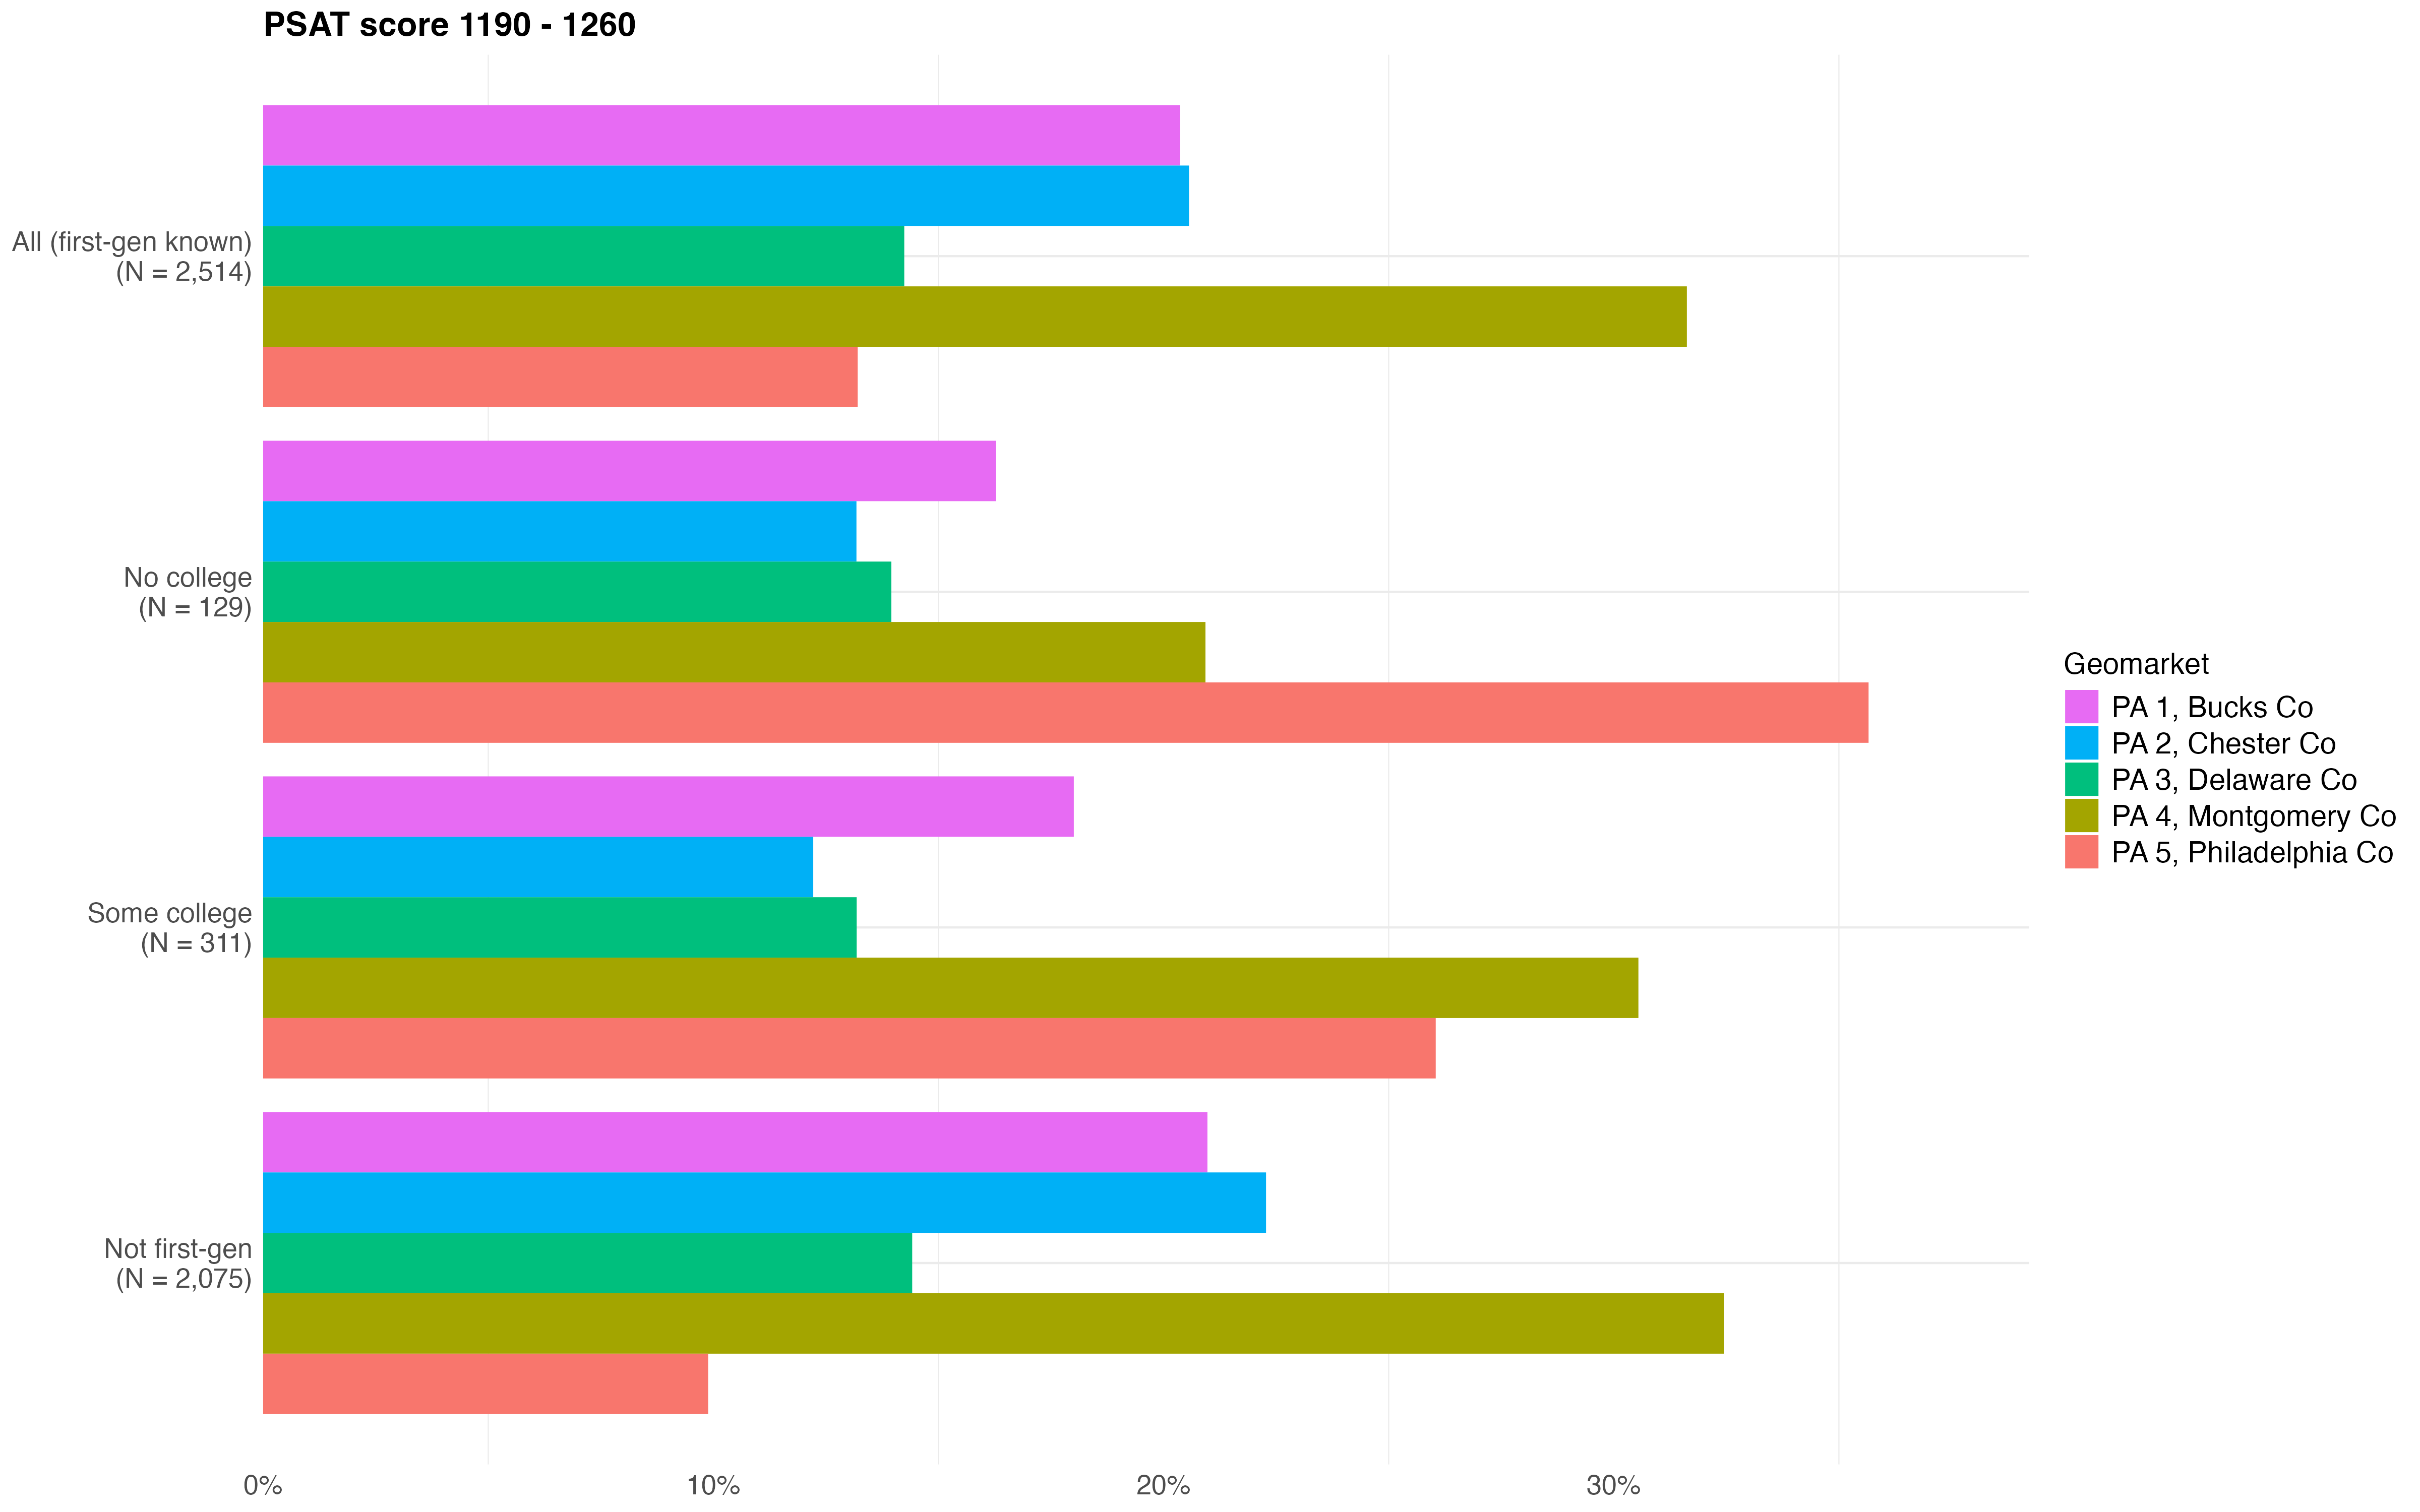 PSAT score 1190 - 1260
All (first-gen known)
(N = 2,514)
No college
(N = 129)
Some college
(N = 311)
Not first-gen
(N = 2,075)
0%
10%
20%
30%
Geomarket
PA 1, Bucks Co
PA 2, Chester Co
PA 3, Delaware Co
PA 4, Montgomery Co
PA 5, Philadelphia Co